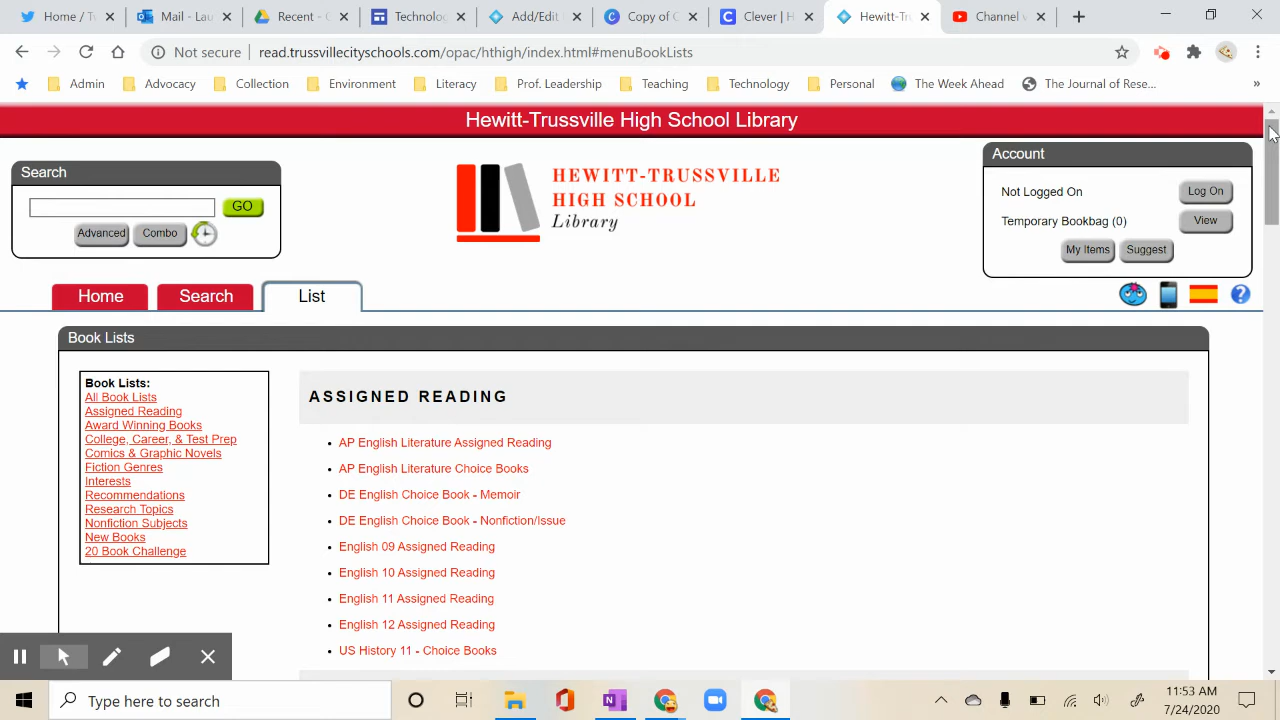 Home / T
Mail - Lau
Recent - G
Technolog
Add/Edit
Copy of C
Clever | H
Hewitt-Tru
Channel v
Not secure
read.trussvillecityschools.com/opac/hthigh/index.html#menuBookLists
Admin
Advocacy
Collection
Environment
Literacy
Prof. Leadership
Teaching
Technology
Personal
The Week Ahead
The Journal of Rese...
»
Hewitt-Trussville High School Library
Search
GO
Advanced
Combo
HEWITT-TRUSSVILLE
HIGH SCHOOL
Library
Account
Not Logged On
Log On
Temporary Bookbag (0)
View
My Items
Suggest
Home
Search
List
Book Lists
Book Lists:
All Book Lists
Assigned Reading
Award Winning Books
College, Career, & Test Prep
Comics & Graphic Novels
Fiction Genres
Interests
Recommendations
Research Topics
Nonfiction Subjects
New Books
20 Book Challenge
ASSIGNED READING
• AP English Literature Assigned Reading
• AP English Literature Choice Books
• DE English Choice Book - Memoir
• DE English Choice Book - Nonfiction/Issue
• English 09 Assigned Reading
• English 10 Assigned Reading
• English 11 Assigned Reading
• English 12 Assigned Reading
• US History 11 - Choice Books
Type here to search
11:53 AM
7/24/2020